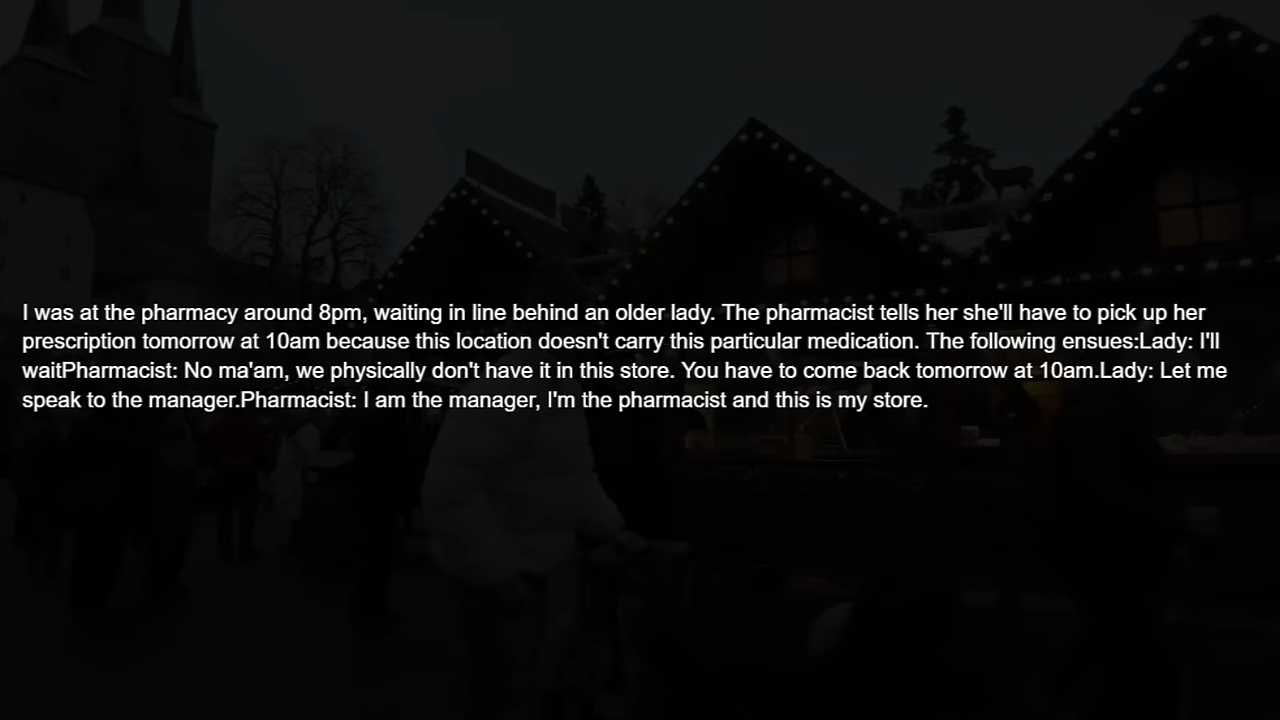 I was at the pharmacy around 8pm, waiting in line behind an older lady. The pharmacist tells her she'll have to pick up her
prescription tomorrow at 10am because this location doesn't carry this particular medication. The following ensues:Lady: I'll
waitPharmacist: No ma'am, we physically don't have it in this store. You have to come back tomorrow at 10am.Lady: Let me
speak to the manager.Pharmacist: I am the manager, I'm the pharmacist and this is my store.